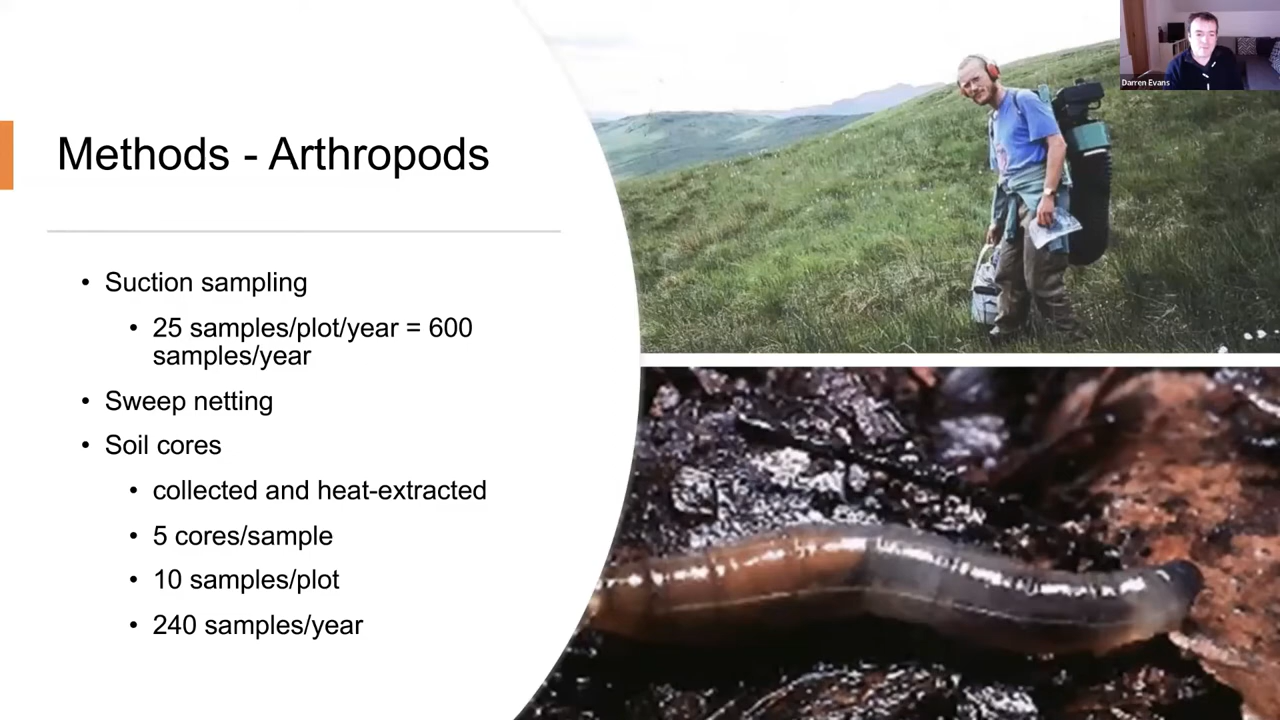 Methods - Arthropods
• Suction sampling
• 25 samples/plot/year = 600
samples/year
• Sweep netting
• Soil cores
• collected and heat-extracted
• 5 cores/sample
• 10 samples/plot
• 240 samples/year
Darren Evans